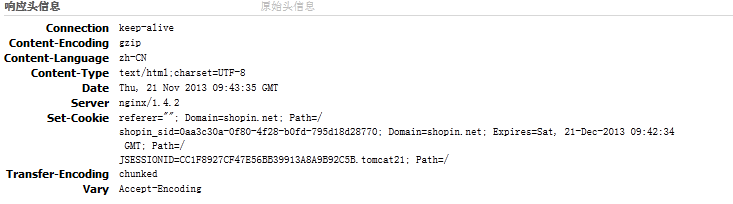 响应头信息 原始头信息
Connection keep-alive
Content-Encoding gzip
Content-Language zh-CN
Content-Type text/html;charset=UTF-8
Date Thu, 21 Nov 2013 09:43:35 GMT
Server nginx/1.4.2
Set-Cookie referer=""; Domain=shopin.net; Path=/
shopin_sid=0aa3c30a-0f80-4f28-b0fd-795d18d28770; Domain=shopin.net; Expires=Sat, 21-Dec-2013 09:42:34
GMT; Path=/
JSESSIONID=CC1F8927CF47E56BB39913A8A9B92C5B.tomcat21; Path=/
Transfer-Encoding chunked
Vary Accept-Encoding